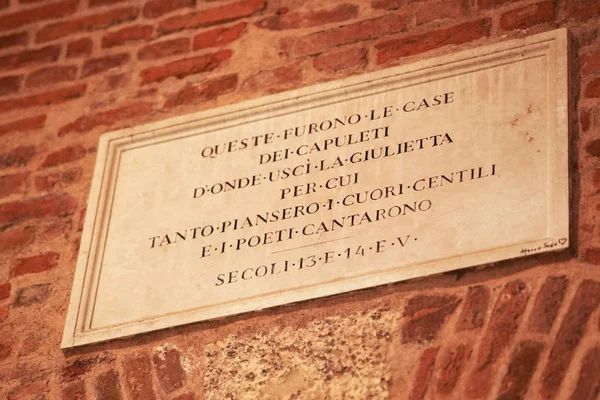 QUESTE·FURONO·LE·CASE
DEI·CAPULETI
D'ONDE·USCÌ·LA·GIULIETTA
PER·CUI
TANTO·PIANSERO·I·CUORI·GENTILI
E·I·POETI·CANTARONO
SECOLI·13·E·14·E·V·